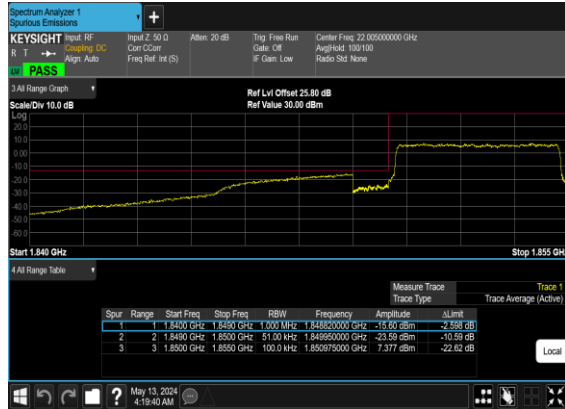 Spectrum Analyzer 1
Spurious Emissions
KEYSIGHT Input: RF Input Z: 50 Ω Atten: 20 dB Trig: Free Run Center Freq: 22.005000000 GHz
R T Coupling: DC Corr CCorr Gate: Off Avg|Hold: 100/100
Align: Auto Freq Ref: Int (S) IF Gain: Low Radio Std: None
PASS
3 All Range Graph Ref Lvl Offset 25.80 dB
Scale/Div 10.0 dB Ref Value 30.00 dBm
Log
20.0
10.0
0.00
-10.0
-20.0
-30.0
-40.0
-50.0
-60.0
Start 1.840 GHz Stop 1.855 GH
4 All Range Table
Measure Trace Trace 1
Trace Type Trace Average (Active)
Spur Range Start Freq Stop Freq RBW Frequency Amplitude ΔLimit
1 1 1.8400 GHz 1.8490 GHz 1.000 MHz 1.848820000 GHz -15.60 dBm -2.598 dB
2 2 1.8490 GHz 1.8500 GHz 51.00 kHz 1.849950000 GHz -23.59 dBm -10.59 dB
3 3 1.8500 GHz 1.8550 GHz 100.0 kHz 1.850975000 GHz 7.377 dBm -22.62 dB
Local
May 13, 2024
4:19:40 AM